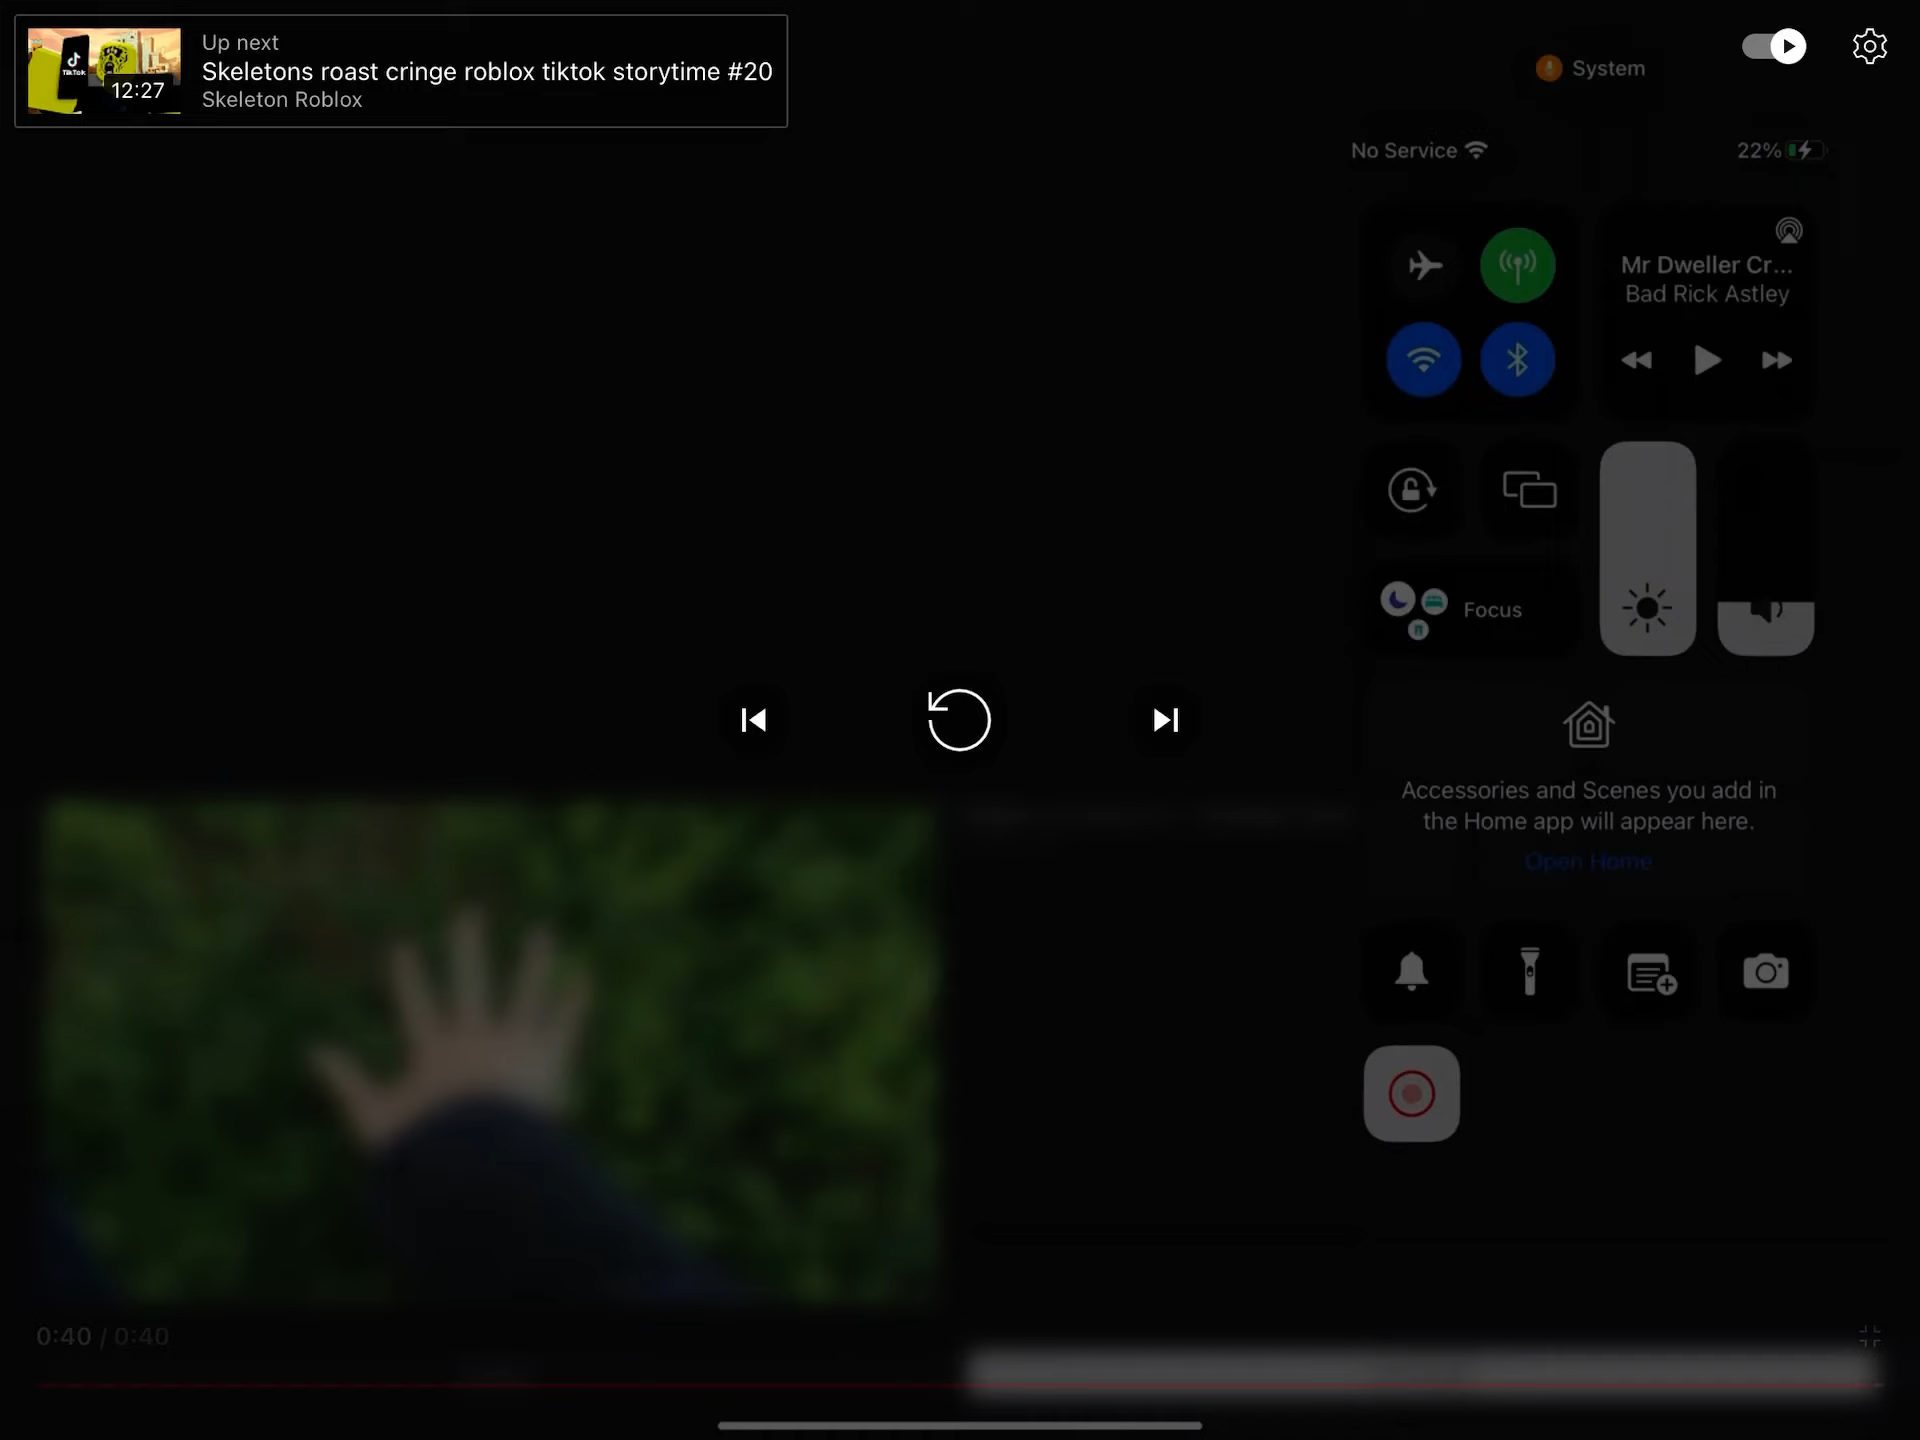 Up next
Skeletons roast cringe roblox tiktok storytime #20
Skeleton Roblox
TikTok
12:27
System
No Service
22%
Mr Dweller Cr...
Bad Rick Astley
Focus
Accessories and Scenes you add in
the Home app will appear here.
Open Home
0:40 / 0:40